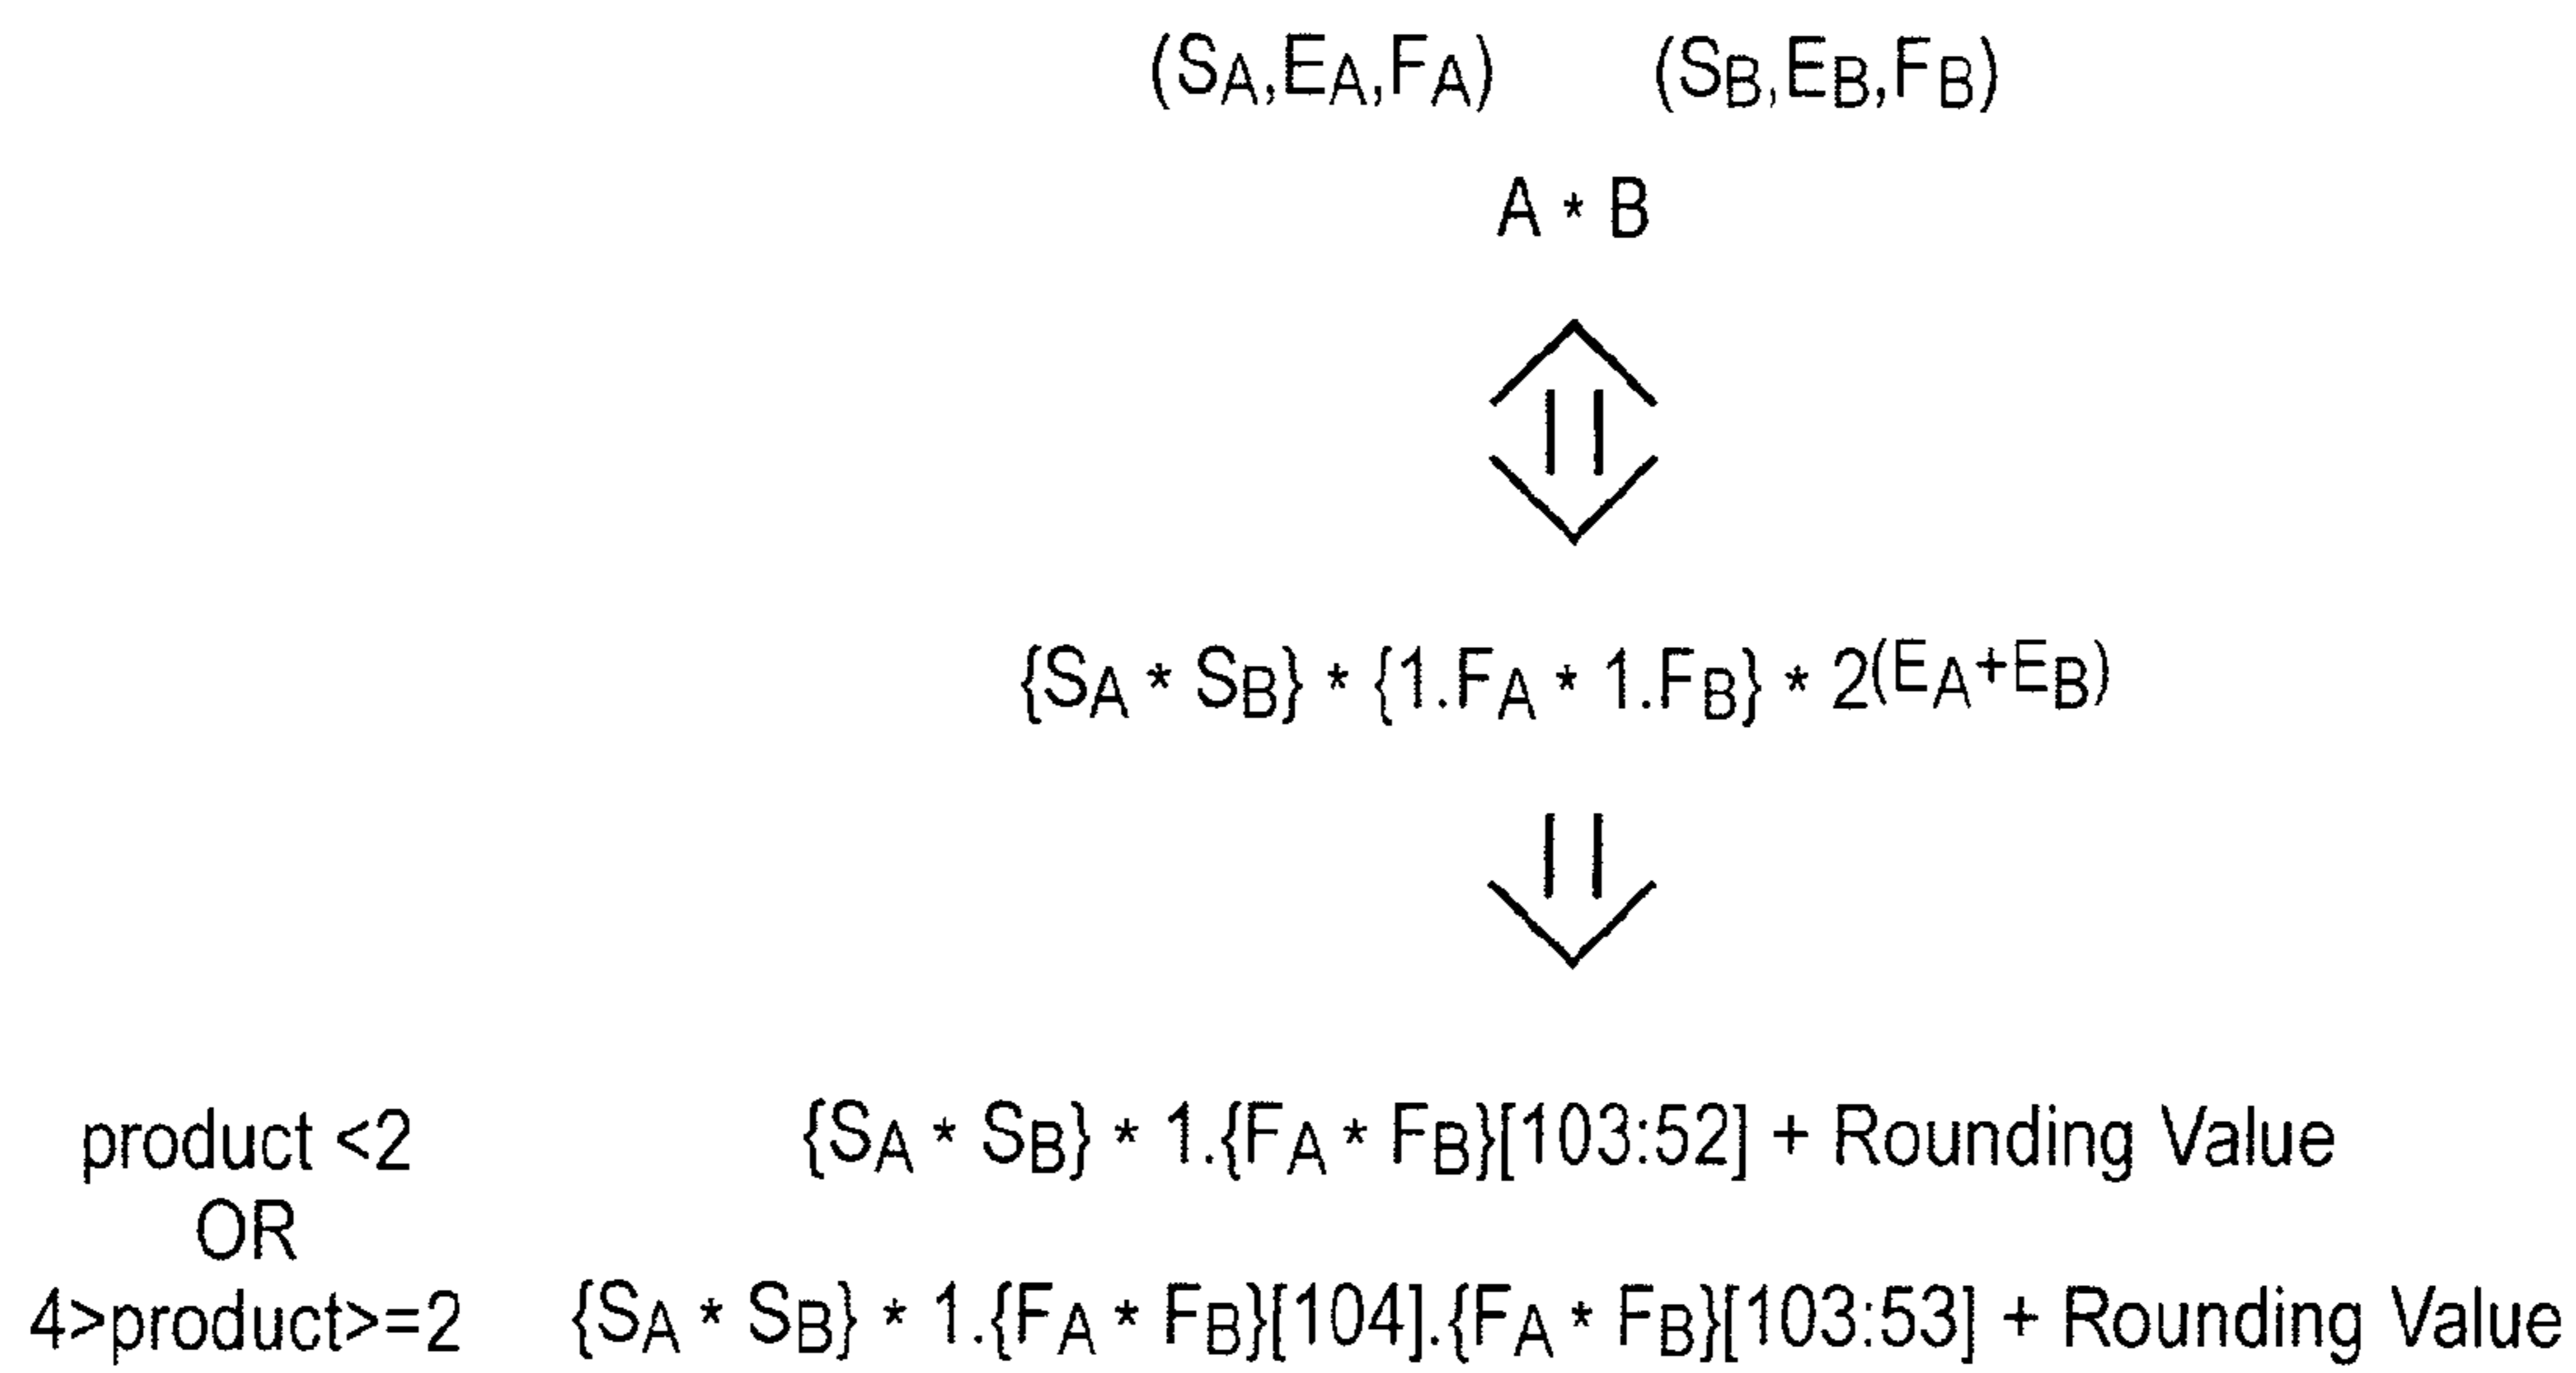 (SA,EA,FA) (SB,EB,FB)
A * B
{SA * SB} * {1.FA * 1.FB} * 2(EA+EB)
product <2 {SA * SB} * 1.{FA * FB}[103:52] + Rounding Value
OR
4>product>=2 {SA * SB} * 1.{FA * FB}[104].{FA * FB}[103:53] + Rounding Value